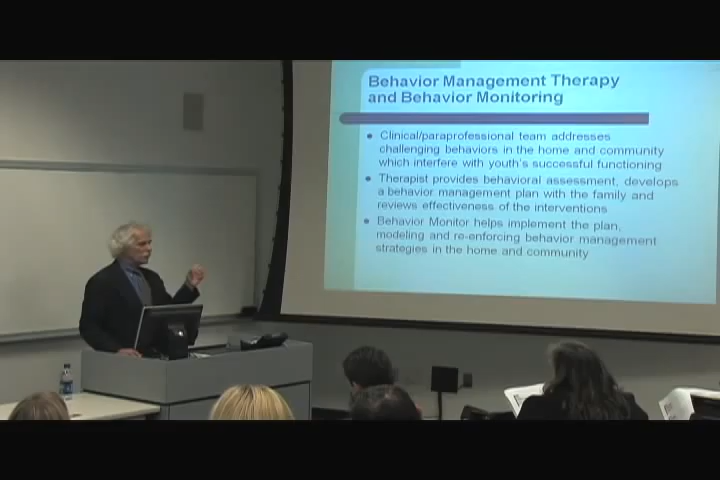 Behavior Management Therapy
and Behavior Monitoring
Clinical/paraprofessional team addresses
challenging behaviors in the home and community
which interfere with youth's successful functioning
Therapist provides behavioral assessment, develops
a behavior management plan with the family and
reviews effectiveness of the interventions
Behavior Monitor helps implement the plan,
modeling and re-enforcing behavior management
strategies in the home and community